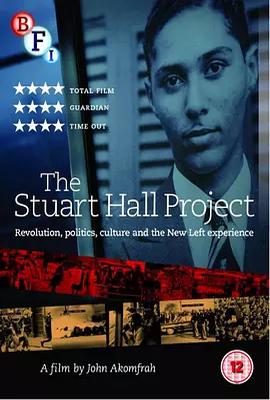 B
F
I
TOTAL FILM
GUARDIAN
TIME OUT
The
Stuart Hall Project
Revolution, politics, culture and the New Left experience
A film by John Akomfrah
12